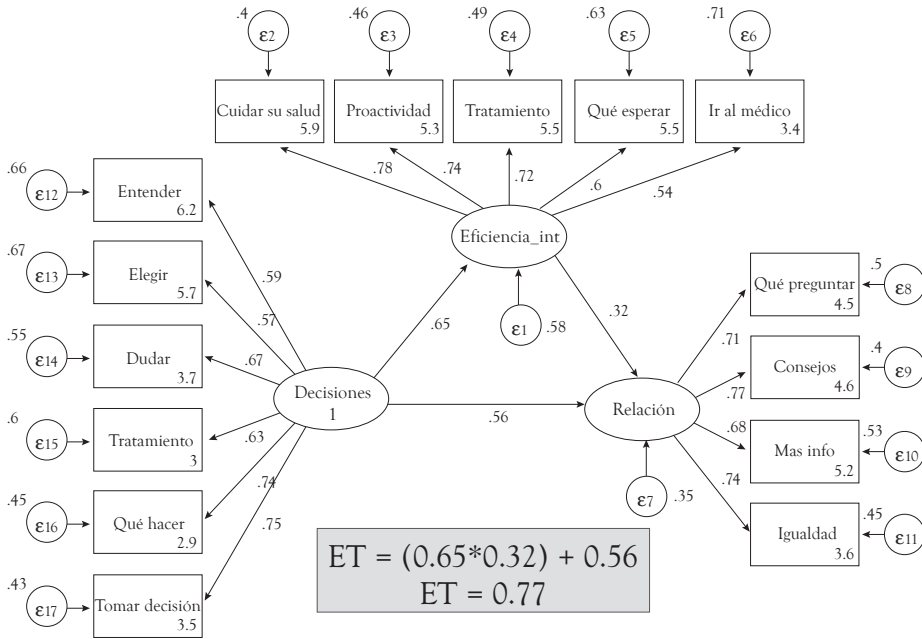 .4
ε2
.46
ε3
.49
ε4
.63
ε5
.71
ε6
Cuidar su salud
5.9
Proactividad
5.3
Tratamiento
5.5
Qué esperar
5.5
Ir al médico
3.4
.78
.74
.72
.6
.54
Eficiencia_int
ε1
.58
.66
ε12
Entender
6.2
.67
ε13
Elegir
5.7
.55
ε14
Dudar
3.7
.6
ε15
Tratamiento
3
.45
ε16
Qué hacer
2.9
.43
ε17
Tomar decisión
3.5
.59
.57
.67
.63
.74
.75
Decisiones
1
.65
.56
.32
Relación
ε7
.35
.71
.77
.68
.74
Qué preguntar
4.5
.5
ε8
Consejos
4.6
.4
ε9
Mas info
5.2
.53
ε10
Igualdad
3.6
.45
ε11
ET = (0.65*0.32) + 0.56
ET = 0.77